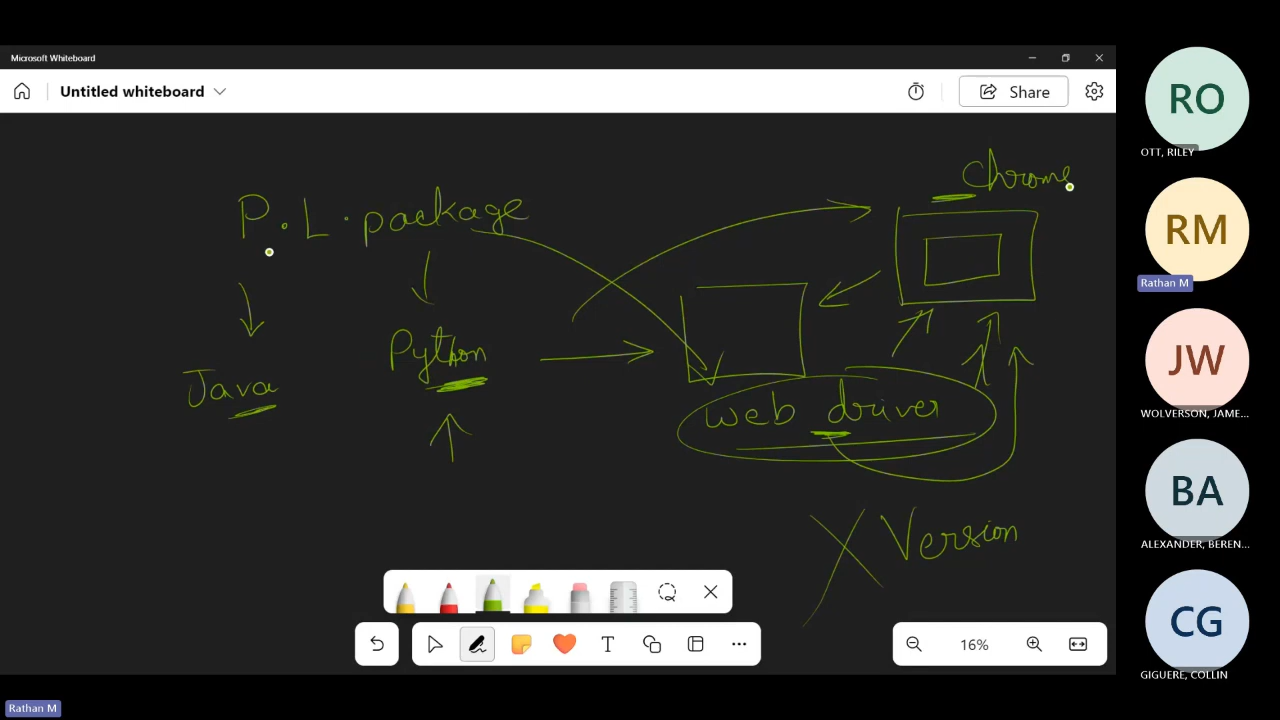 Microsoft Whiteboard
Untitled whiteboard
Share
Chrome
P.L. package
Python
Java
web driver
X Version
16%
RO
OTT, RILEY
RM
Rathan M
JW
WOLVERSON, JAME...
BA
ALEXANDER, BEREN...
CG
GIGUERE, COLLIN
Rathan M